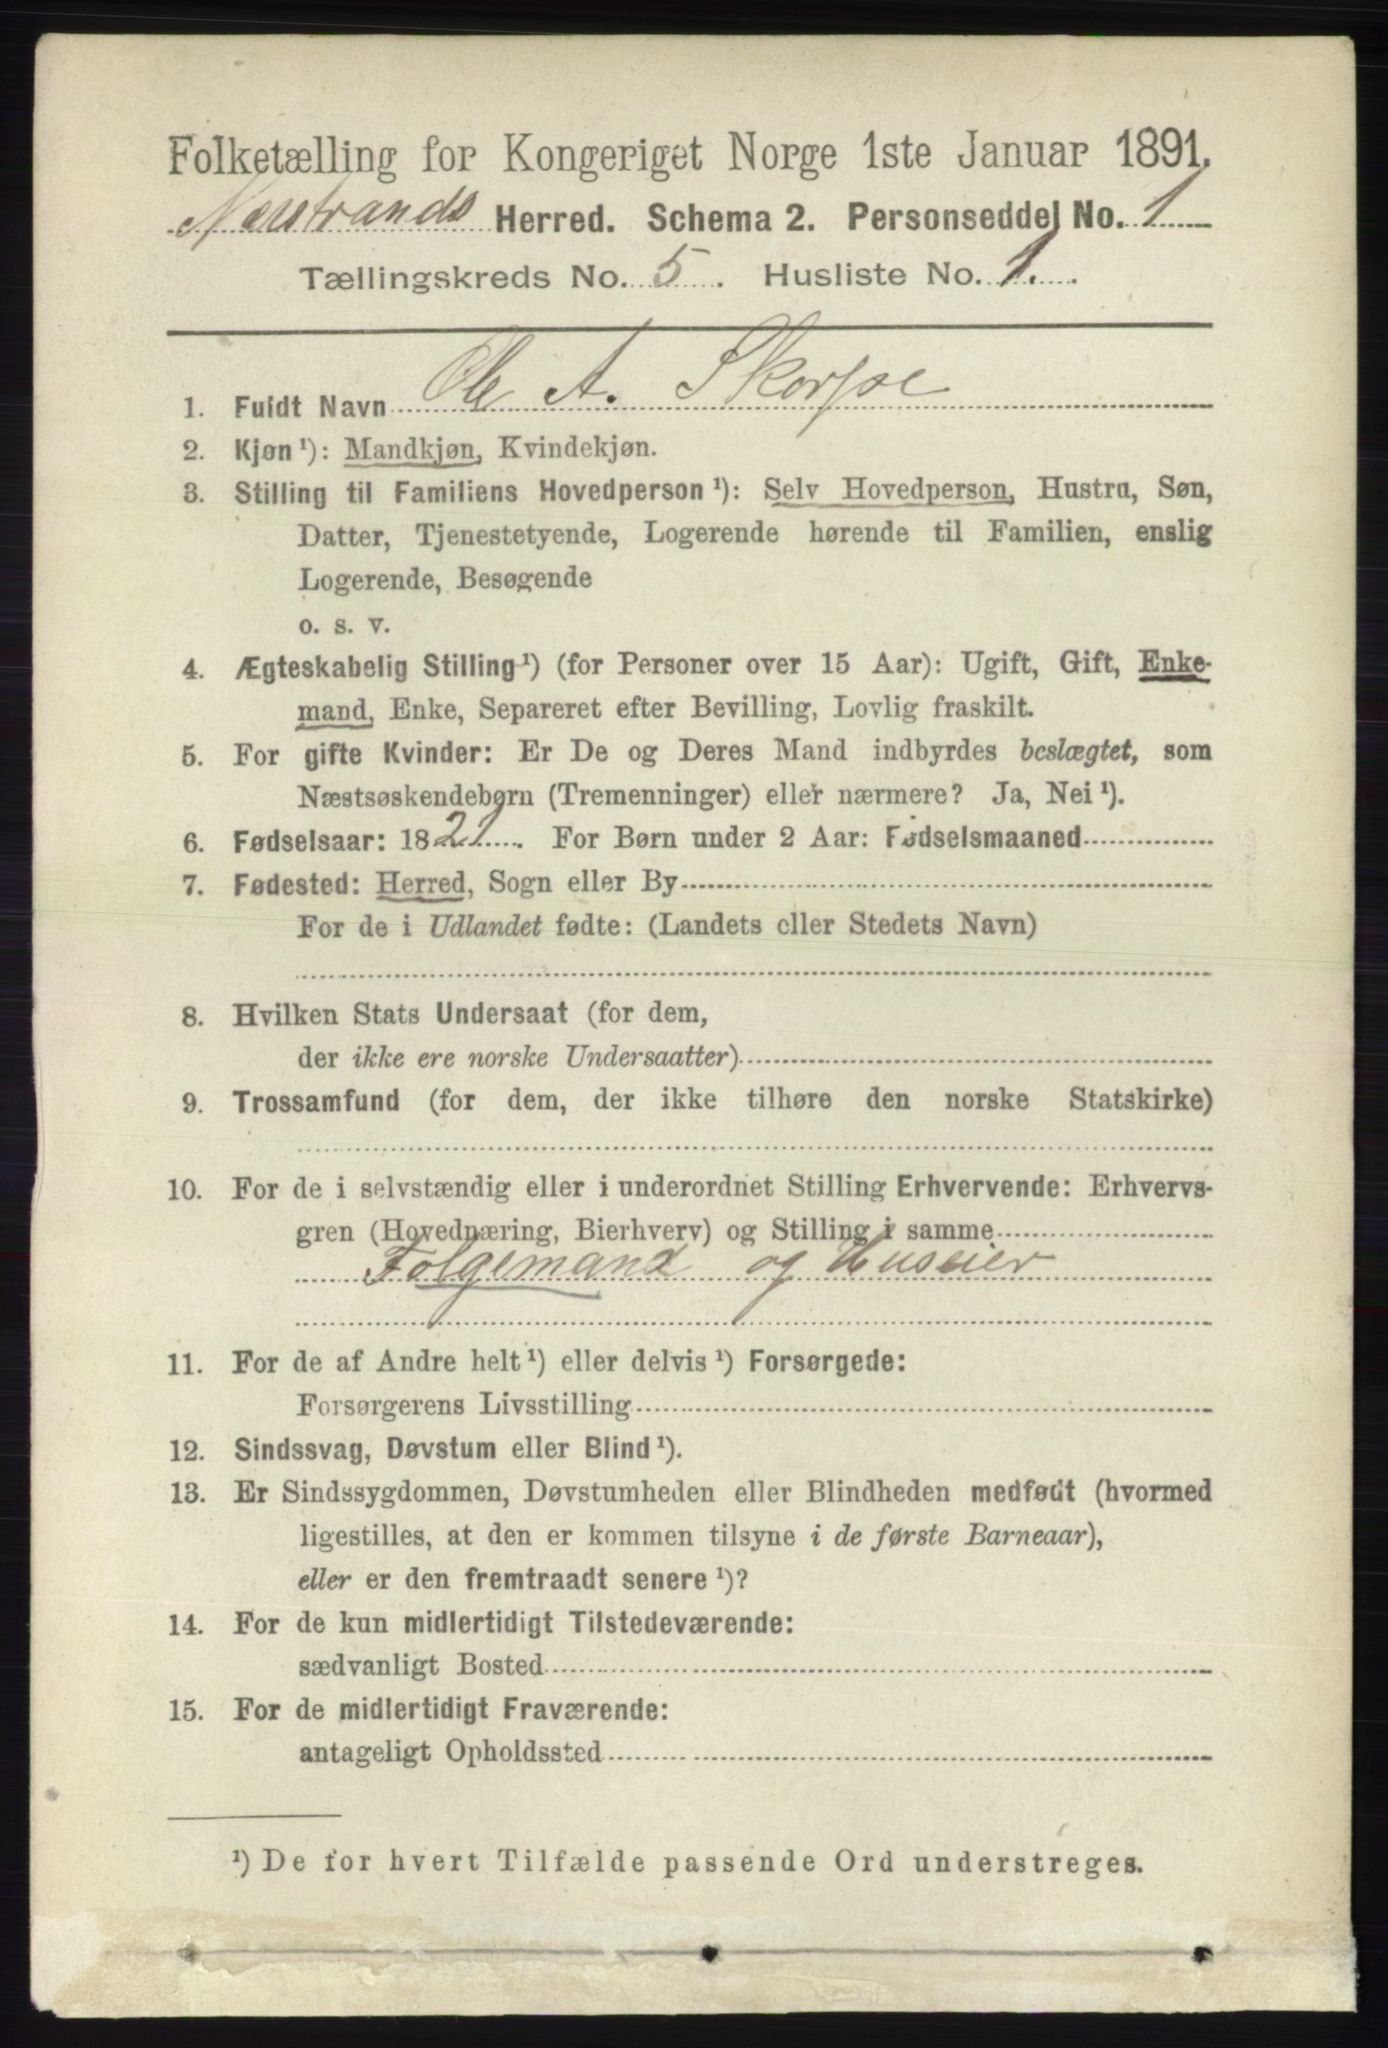 Folketælling for Kongeriget Norge 1ste Januar 1891.
Nærstrands Herred. Schema 2. Personseddel No. 1
Tællingskreds No. 5. Husliste No. 1.
1. Fuldt Navn Ole A. Skorpe
2. Kjøn ¹): Mandkjøn, Kvindekjøn.
3. Stilling til Familiens Hovedperson ¹): Selv Hovedperson, Hustru, Søn,
Datter, Tjenestetyende, Logerende hørende til Familien, enslig
Logerende, Besøgende
o. s. v.
4. Ægteskabelig Stilling ¹) (for Personer over 15 Aar): Ugift, Gift, Enke-
mand, Enke, Separeret efter Bevilling, Lovlig fraskilt.
5. For gifte Kvinder: Er De og Deres Mand indbyrdes beslægtet, som
Næstsøskendebørn (Tremenninger) eller nærmere? Ja, Nei ¹).
6. Fødselsaar: 1821. For Børn under 2 Aar: Fødselsmaaned
7. Fødested: Herred, Sogn eller By
For de i Udlandet fødte: (Landets eller Stedets Navn)
8. Hvilken Stats Undersaat (for dem,
der ikke ere norske Undersaatter)
9. Trossamfund (for dem, der ikke tilhøre den norske Statskirke)
10. For de i selvstændig eller i underordnet Stilling Erhvervende: Erhvervs-
gren (Hovednæring, Bierhverv) og Stilling i samme
Folgemand og Huseier
11. For de af Andre helt ¹) eller delvis ¹) Forsørgede:
Forsørgerens Livsstilling
12. Sindssvag, Døvstum eller Blind ¹).
13. Er Sindssygdommen, Døvstumheden eller Blindheden medfødt (hvormed
ligestilles, at den er kommen tilsyne i de første Barneaar),
eller er den fremtraadt senere ¹)?
14. For de kun midlertidigt Tilstedeværende:
sædvanligt Bosted
15. For de midlertidigt Fraværende:
antageligt Opholdssted
¹) De for hvert Tilfælde passende Ord understreges.